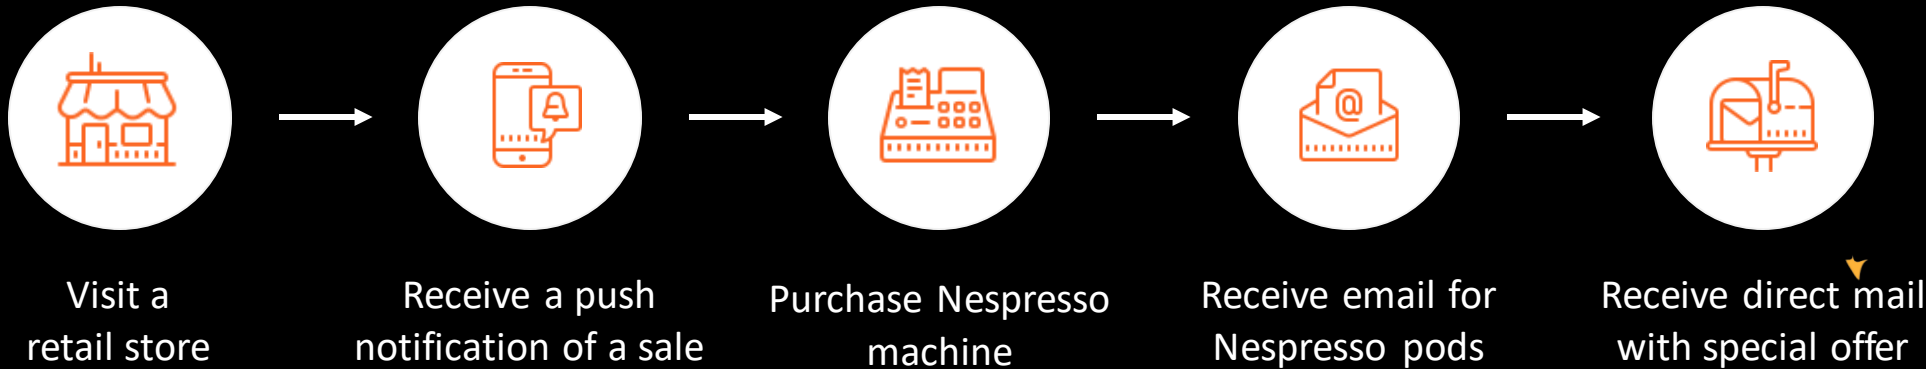 Visit a
retail store
Receive a push
notification of a sale
Purchase Nespresso
machine
Receive email for
Nespresso pods
Receive direct mail
with special offer